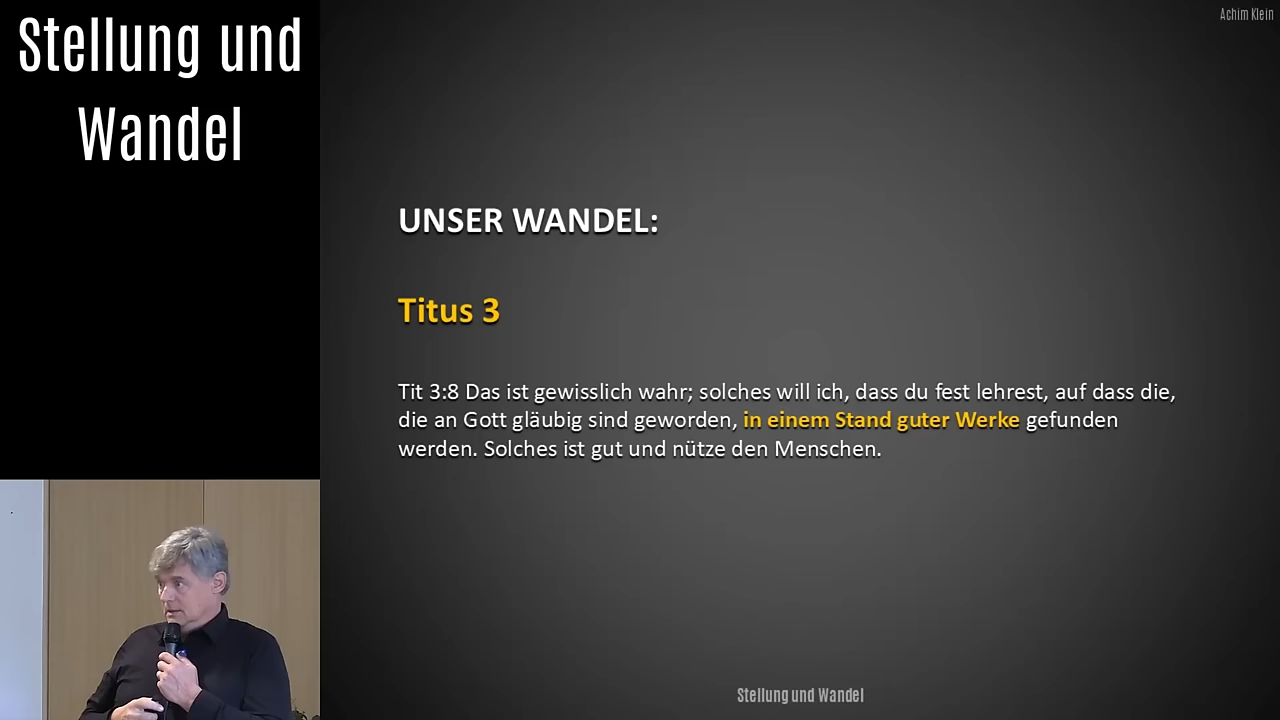 Stellung und
Wandel
Achim Klein
UNSER WANDEL:
Titus 3
Tit 3:8 Das ist gewisslich wahr; solches will ich, dass du fest lehrest, auf dass die,
die an Gott gläubig sind geworden, in einem Stand guter Werke gefunden
werden. Solches ist gut und nütze den Menschen.
Stellung und Wandel